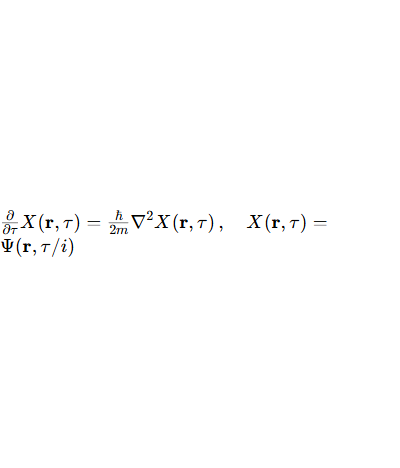 ∂/∂τ X(𝐫, τ) = ℏ/2m ∇²X(𝐫, τ) ,   X(𝐫, τ) =
Ψ(𝐫, τ/i)